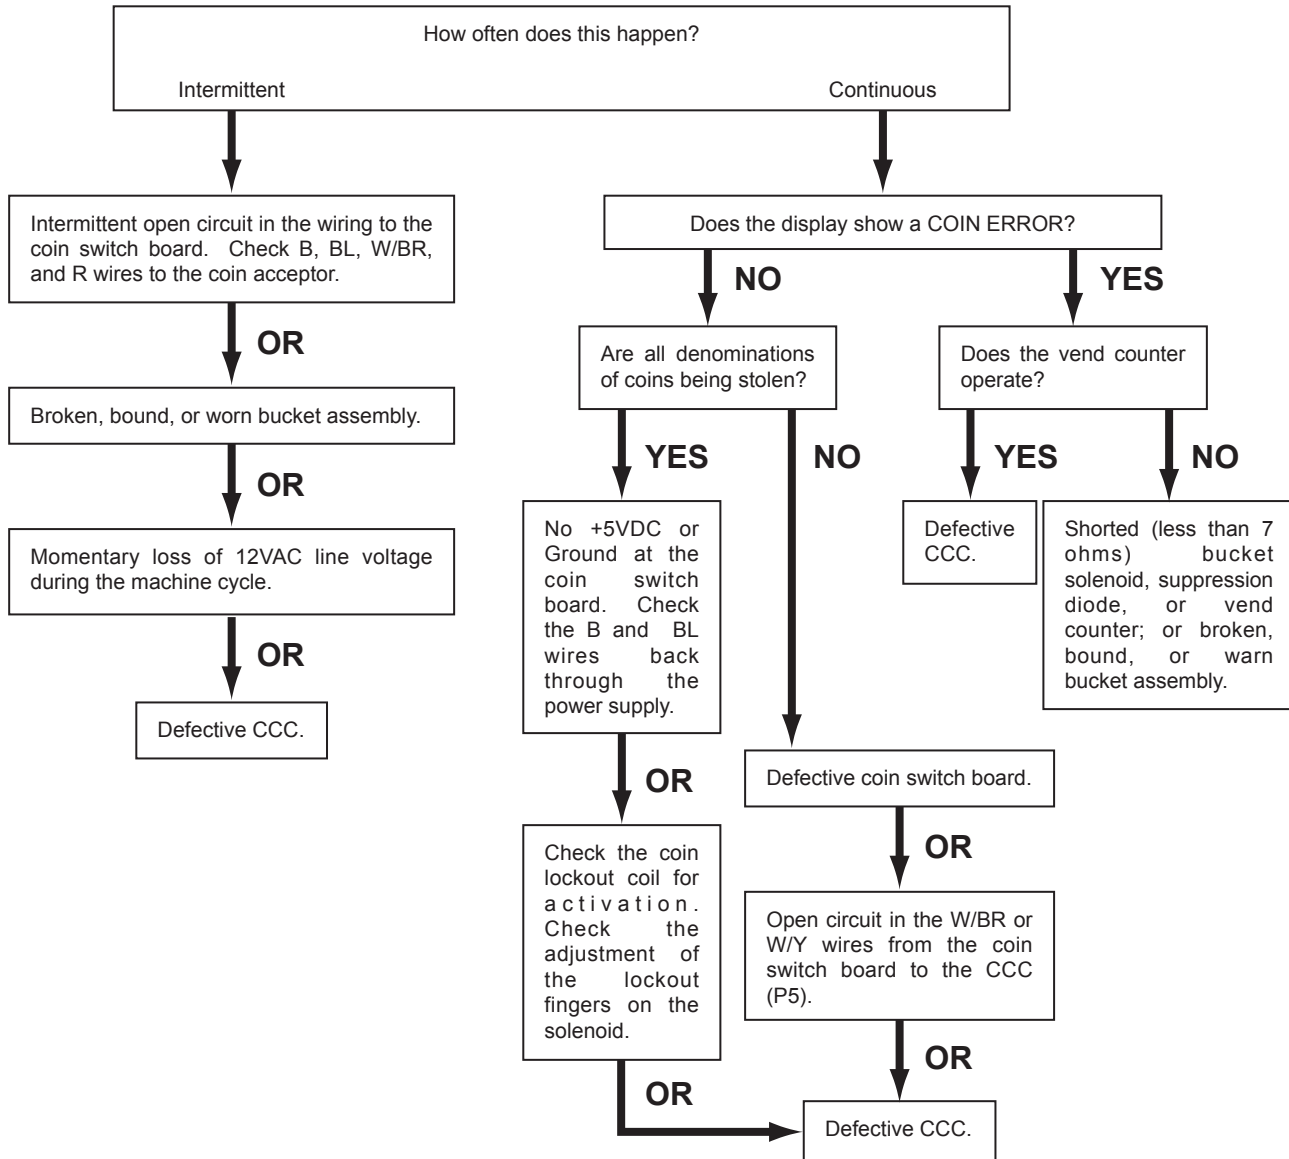 How often does this happen?
Intermittent
Continuous
Intermittent open circuit in the wiring to the
coin switch board. Check B, BL, W/BR,
and R wires to the coin acceptor.
OR
Broken, bound, or worn bucket assembly.
OR
Momentary loss of 12VAC line voltage
during the machine cycle.
OR
Defective CCC.
Does the display show a COIN ERROR?
NO
YES
Are all denominations
of coins being stolen?
YES
NO
No +5VDC or
Ground at the
coin switch
board. Check
the B and BL
wires back
through the
power supply.
OR
Check the coin
lockout coil for
activation.
Check the
adjustment of
the lockout
fingers on the
solenoid.
OR
Defective coin switch board.
OR
Open circuit in the W/BR or
W/Y wires from the coin
switch board to the CCC
(P5).
OR
Defective CCC.
Does the vend counter
operate?
YES
NO
Defective
CCC.
Shorted (less than 7
ohms) bucket
solenoid, suppression
diode, or vend
counter; or broken,
bound, or warn
bucket assembly.